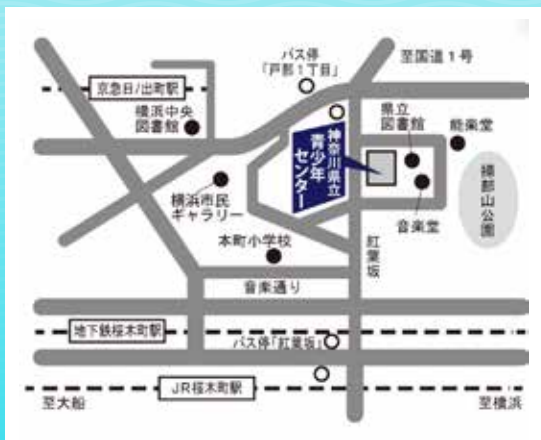 バス停
「戸部1丁目」
至国道1号
京急日ノ出町駅
横浜中央
図書館
神奈川県立
青少年
センター
県立
図書館
能楽堂
掃部山公園
横浜市民
ギャラリー
音楽堂
本町小学校
紅葉坂
音楽通り
地下鉄桜木町駅
バス停「紅葉坂」
JR桜木町駅
至大船
至横浜